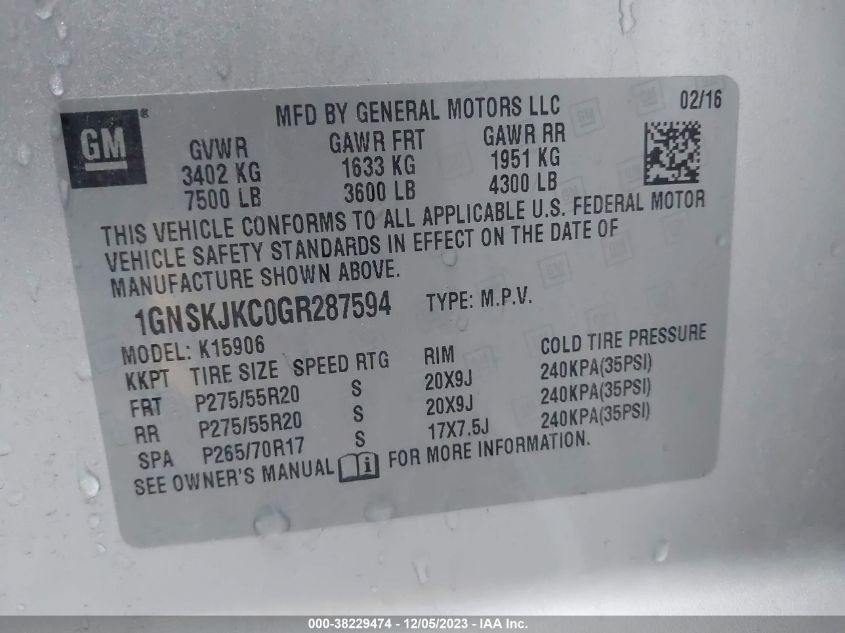 MFD BY GENERAL MOTORS LLC 02/16
GM®
GVWR GAWR FRT GAWR RR
3402 KG 1633 KG 1951 KG
7500 LB 3600 LB 4300 LB
THIS VEHICLE CONFORMS TO ALL APPLICABLE U.S. FEDERAL MOTOR
VEHICLE SAFETY STANDARDS IN EFFECT ON THE DATE OF
MANUFACTURE SHOWN ABOVE.
1GNSKJKC0GR287594 TYPE: M.P.V.
MODEL: K15906
KKPT TIRE SIZE SPEED RTG RIM COLD TIRE PRESSURE
FRT P275/55R20 S 20X9J 240KPA(35PSI)
RR P275/55R20 S 20X9J 240KPA(35PSI)
SPA P265/70R17 S 17X7.5J 240KPA(35PSI)
SEE OWNER'S MANUAL i FOR MORE INFORMATION.
000-38229474 - 12/05/2023 - IAA Inc.